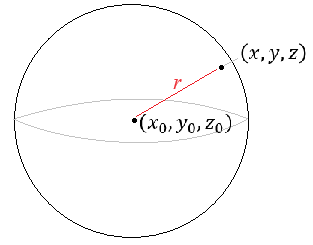 (x, y, z)
r
(x₀, y₀, z₀)